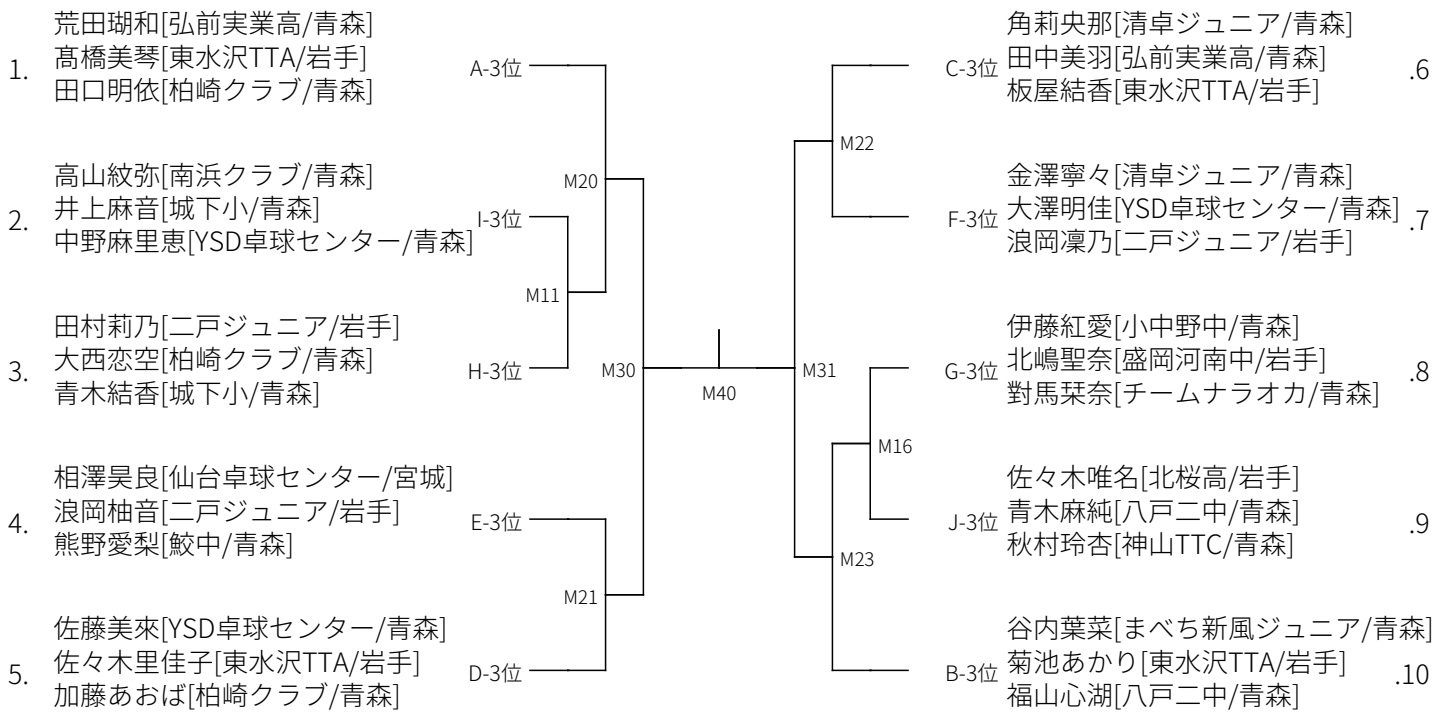 1.
荒田瑚和[弘前実業高/青森]
髙橋美琴[東水沢TTA/岩手]
田口明依[柏崎クラブ/青森]
A-3位
2.
高山紋弥[南浜クラブ/青森]
井上麻音[城下小/青森]
中野麻里恵[YSD卓球センター/青森]
I-3位
3.
田村莉乃[二戸ジュニア/岩手]
大西恋空[柏崎クラブ/青森]
青木結香[城下小/青森]
H-3位
4.
相澤昊良[仙台卓球センター/宮城]
浪岡柚音[二戸ジュニア/岩手]
熊野愛梨[鮫中/青森]
E-3位
5.
佐藤美來[YSD卓球センター/青森]
佐々木里佳子[東水沢TTA/岩手]
加藤あおば[柏崎クラブ/青森]
D-3位
M20
M11
M30
M21
M40
M31
M22
M16
M23
角莉央那[清卓ジュニア/青森]
田中美羽[弘前実業高/青森]
板屋結香[東水沢TTA/岩手]
C-3位
.6
金澤寧々[清卓ジュニア/青森]
大澤明佳[YSD卓球センター/青森]
浪岡凜乃[二戸ジュニア/岩手]
F-3位
.7
伊藤紅愛[小中野中/青森]
北嶋聖奈[盛岡河南中/岩手]
對馬栞奈[チームナラオカ/青森]
G-3位
.8
佐々木唯名[北桜高/岩手]
青木麻純[八戸二中/青森]
秋村玲杏[神山TTC/青森]
J-3位
.9
谷内葉菜[まべち新風ジュニア/青森]
菊池あかり[東水沢TTA/岩手]
福山心湖[八戸二中/青森]
B-3位
.10